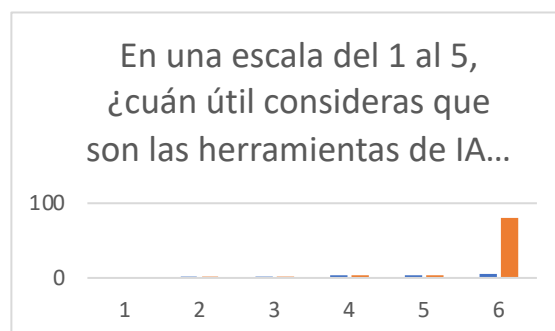 En una escala del 1 al 5,
¿cuán útil consideras que
son las herramientas de IA...
100
0
1 2 3 4 5 6